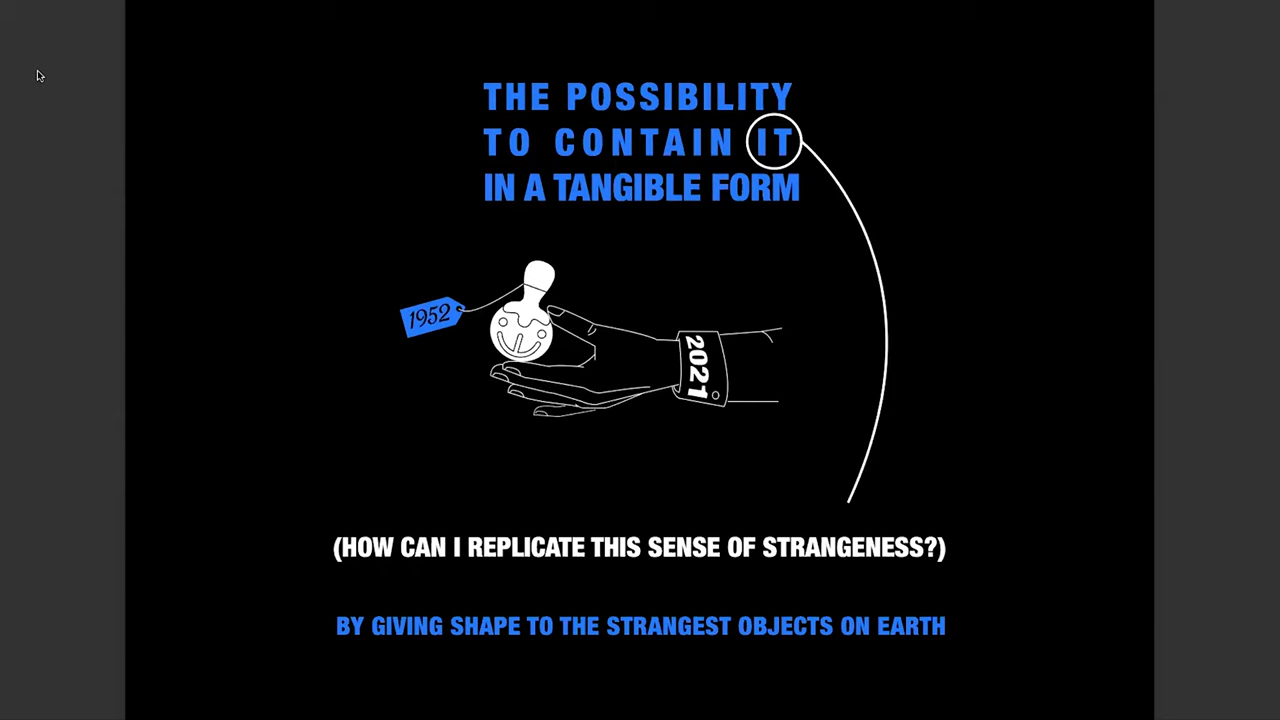 THE POSSIBILITY
TO CONTAIN IT
IN A TANGIBLE FORM
1952
2021
(HOW CAN I REPLICATE THIS SENSE OF STRANGENESS?)
BY GIVING SHAPE TO THE STRANGEST OBJECTS ON EARTH